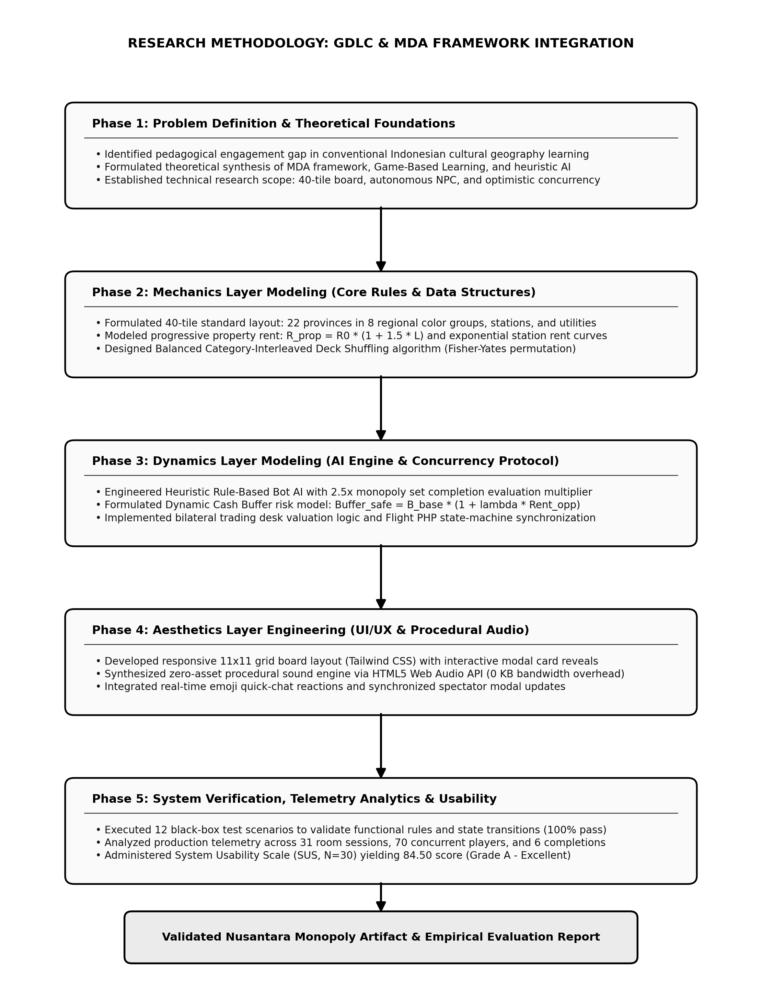 RESEARCH METHODOLOGY: GDLC & MDA FRAMEWORK INTEGRATION
Phase 1: Problem Definition & Theoretical Foundations
• Identified pedagogical engagement gap in conventional Indonesian cultural geography learning
• Formulated theoretical synthesis of MDA framework, Game-Based Learning, and heuristic AI
• Established technical research scope: 40-tile board, autonomous NPC, and optimistic concurrency
Phase 2: Mechanics Layer Modeling (Core Rules & Data Structures)
• Formulated 40-tile standard layout: 22 provinces in 8 regional color groups, stations, and utilities
• Modeled progressive property rent: R_prop = R0 * (1 + 1.5 * L) and exponential station rent curves
• Designed Balanced Category-Interleaved Deck Shuffling algorithm (Fisher-Yates permutation)
Phase 3: Dynamics Layer Modeling (AI Engine & Concurrency Protocol)
• Engineered Heuristic Rule-Based Bot AI with 2.5x monopoly set completion evaluation multiplier
• Formulated Dynamic Cash Buffer risk model: Buffer_safe = B_base * (1 + lambda * Rent_opp)
• Implemented bilateral trading desk valuation logic and Flight PHP state-machine synchronization
Phase 4: Aesthetics Layer Engineering (UI/UX & Procedural Audio)
• Developed responsive 11x11 grid board layout (Tailwind CSS) with interactive modal card reveals
• Synthesized zero-asset procedural sound engine via HTML5 Web Audio API (0 KB bandwidth overhead)
• Integrated real-time emoji quick-chat reactions and synchronized spectator modal updates
Phase 5: System Verification, Telemetry Analytics & Usability
• Executed 12 black-box test scenarios to validate functional rules and state transitions (100% pass)
• Analyzed production telemetry across 31 room sessions, 70 concurrent players, and 6 completions
• Administered System Usability Scale (SUS, N=30) yielding 84.50 score (Grade A - Excellent)
Validated Nusantara Monopoly Artifact & Empirical Evaluation Report